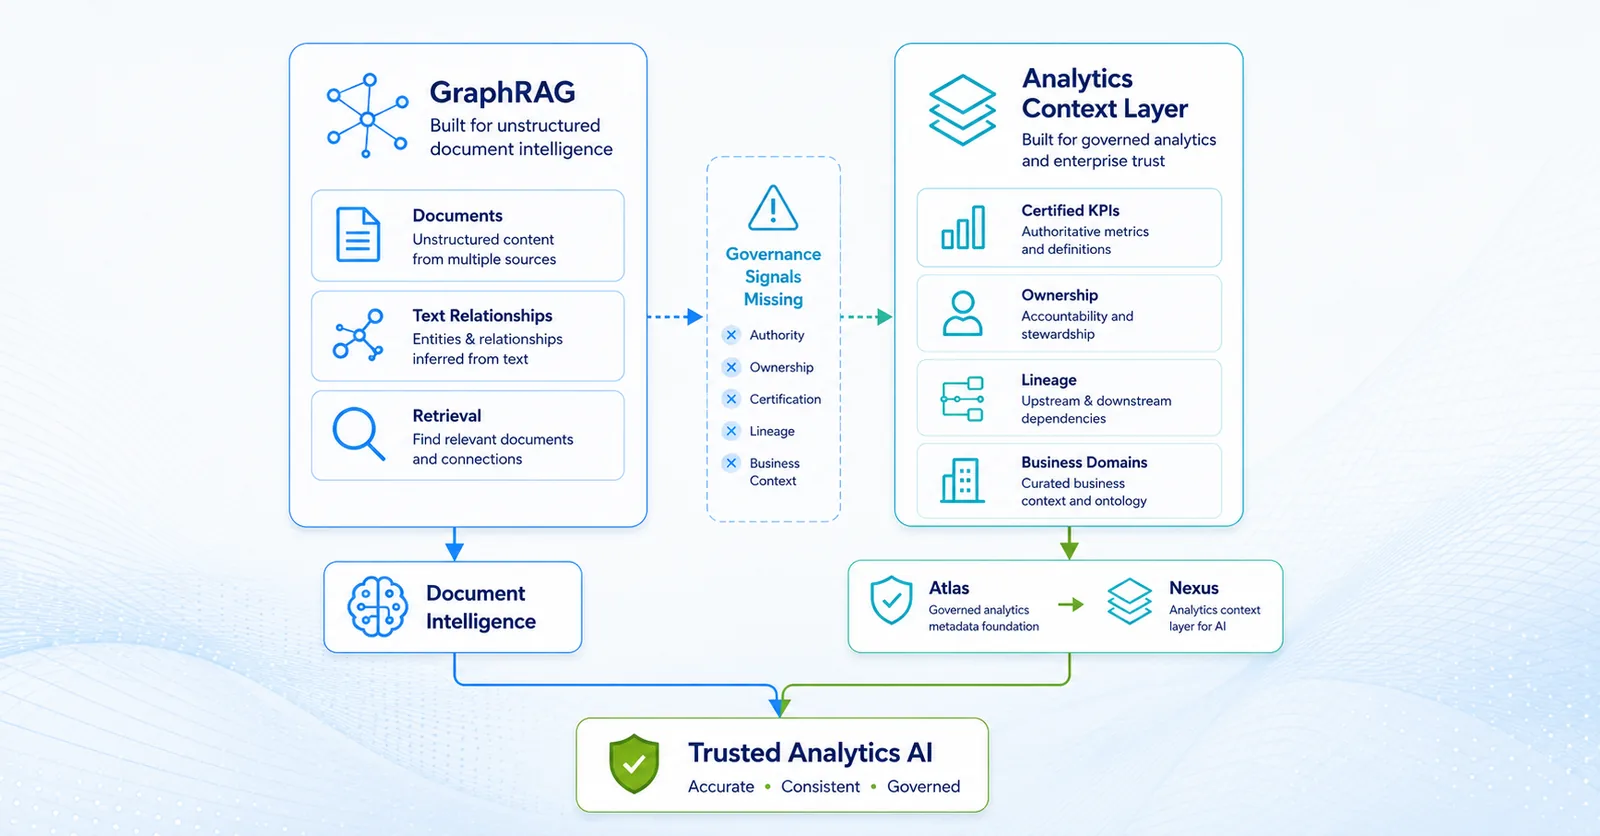 GraphRAG
Built for unstructured
document intelligence
Documents
Unstructured content
from multiple sources
Text Relationships
Entities & relationships
inferred from text
Retrieval
Find relevant documents
and connections
Governance
Signals
Missing
Authority
Ownership
Certification
Lineage
Business
Context
Analytics
Context Layer
Built for governed analytics
and enterprise trust
Certified KPIs
Authoritative metrics
and definitions
Ownership
Accountability and
stewardship
Lineage
Upstream & downstream
dependencies
Business Domains
Curated business
context and ontology
Document
Intelligence
Atlas
Governed analytics
metadata foundation
Nexus
Analytics context
layer for AI
Trusted Analytics AI
Accurate • Consistent • Governed